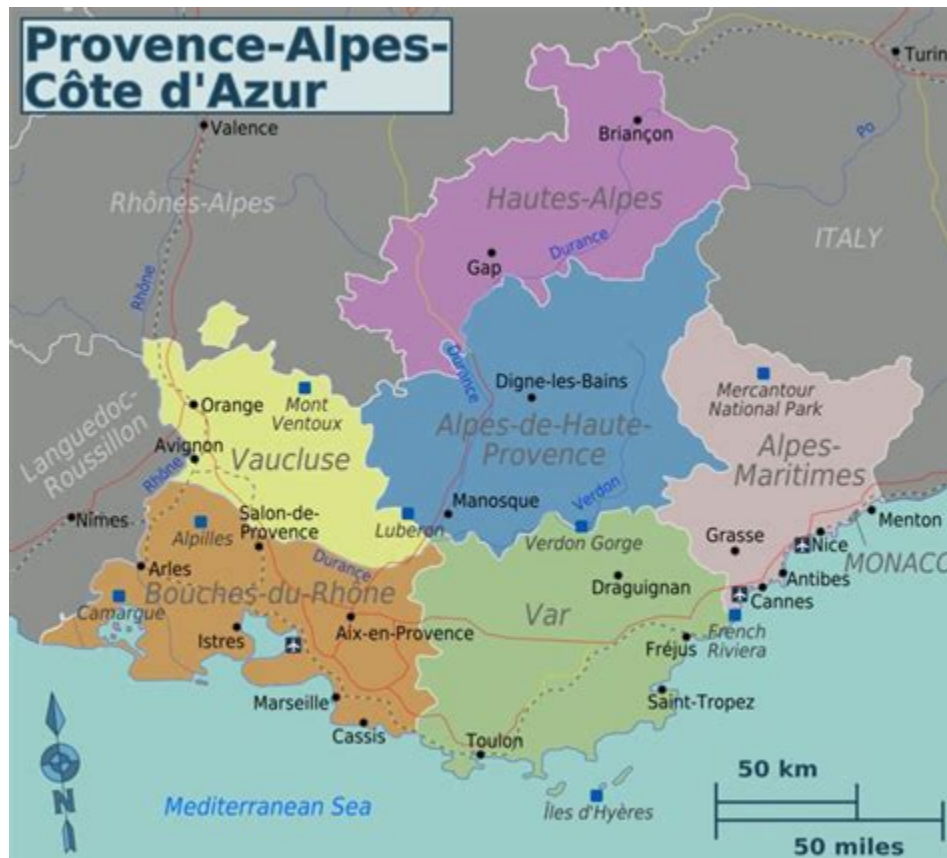 Provence-Alpes-
Côte d'Azur
Turin
Valence
Briançon
Po
Rhônes-Alpes
Hautes-Alpes
ITALY
Durance
Gap
Rhône
Durance
Digne-les-Bains
Mercantour
National Park
Orange
Mont
Ventoux
Languedoc-
Roussillon
Alpes-de-Haute-
Provence
Alpes-
Maritimes
Avignon
Vaucluse
Rhône
Verdon
Manosque
Menton
Nîmes
Salon-de-
Provence
Luberon
Alpilles
Verdon Gorge
Grasse
Nice
MONACO
Durance
Arles
Draguignan
Antibes
Bouches-du-Rhône
Cannes
Camargue
Var
Istres
Aix-en-Provence
Fréjus
French
Riviera
Marseille
Saint-Tropez
Cassis
Toulon
50 km
N
Mediterranean Sea
Îles d'Hyères
50 miles